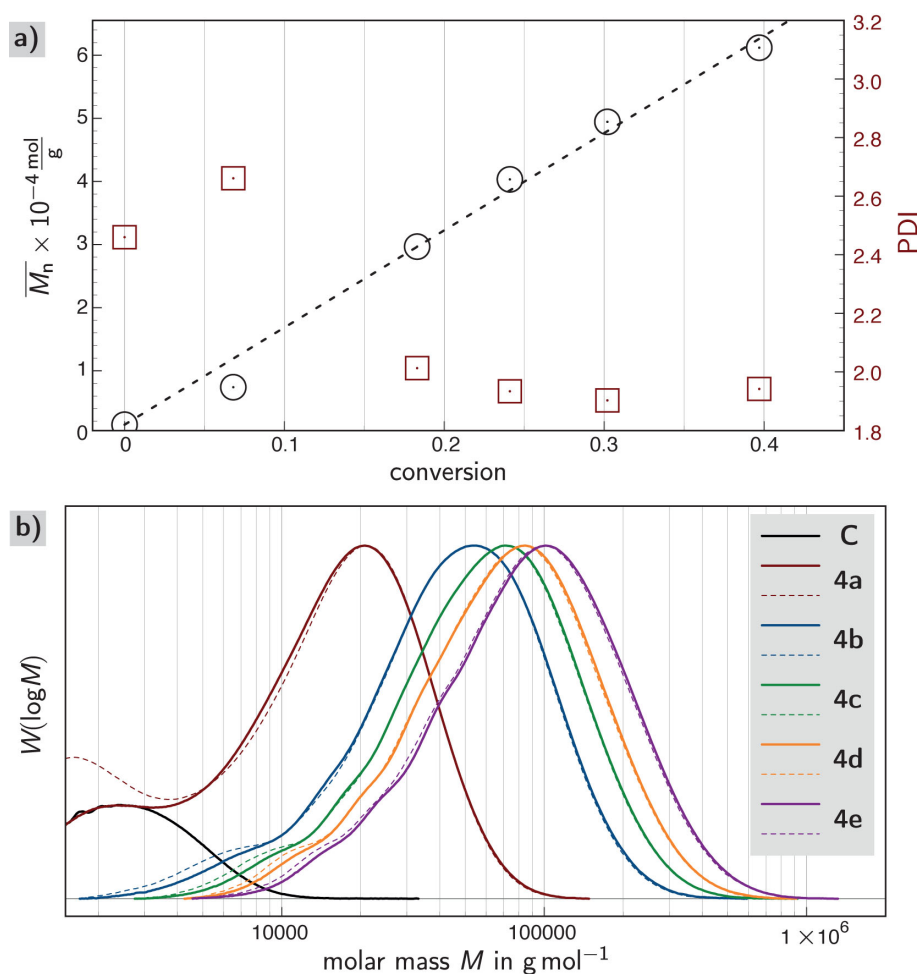 a)
6
5
4
3
2
1
0
M̅n × 10⁻⁴ mol/g
3.2
3.0
2.8
2.6
2.4
2.2
2.0
1.8
PDI
0 0.1 0.2 0.3 0.4
conversion
b)
W(logM)
C
4a
4b
4c
4d
4e
10000 100000 1×10⁶
molar mass M in g mol⁻¹